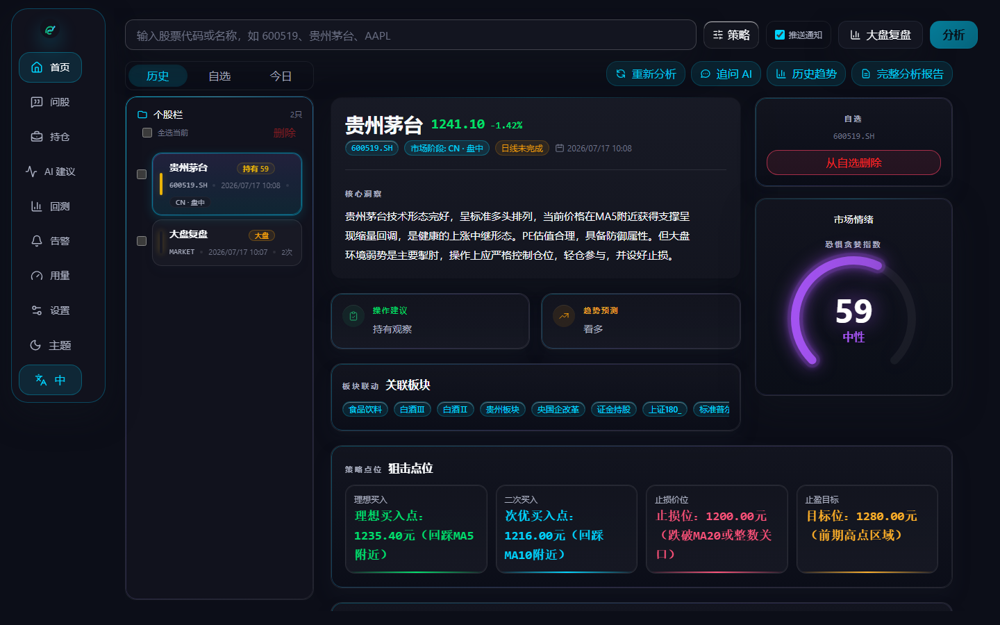 输入股票代码或名称，如 600519、贵州茅台、AAPL
策略
推送通知
大盘复盘
分析
首页
问股
持仓
AI 建议
回测
告警
用量
设置
主题
中
历史
自选
今日
重新分析
追问 AI
历史趋势
完整分析报告
个股栏
2只
全选当前
删除
贵州茅台
持有 59
600519.SH
2026/07/17 10:08
CN · 盘中
大盘复盘
大盘
MARKET
2026/07/17 10:07
2次
贵州茅台 1241.10 -1.42%
600519.SH
市场阶段: CN · 盘中
日线未完成
2026/07/17 10:08
核心洞察
贵州茅台技术形态完好，呈标准多头排列，当前价格在MA5附近获得支撑呈
现缩量回调，是健康的上涨中继形态。PE估值合理，具备防御属性。但大盘
环境弱势是主要掣肘，操作上应严格控制仓位，轻仓参与，并设好止损。
操作建议
持有观察
趋势预测
看多
板块联动 关联板块
食品饮料
白酒Ⅲ
白酒Ⅱ
贵州板块
央国企改革
证金持股
上证180_
标准普尔
自选
600519.SH
从自选删除
市场情绪
恐惧贪婪指数
59
中性
策略点位 狙击点位
理想买入
理想买入点：
1235.40元（回踩MA5
附近）
二次买入
次优买入点：
1216.00元（回踩
MA10附近）
止损价位
止损位：1200.00元
（跌破MA20或整数关
口）
止盈目标
目标位：1280.00元
（前期高点区域）